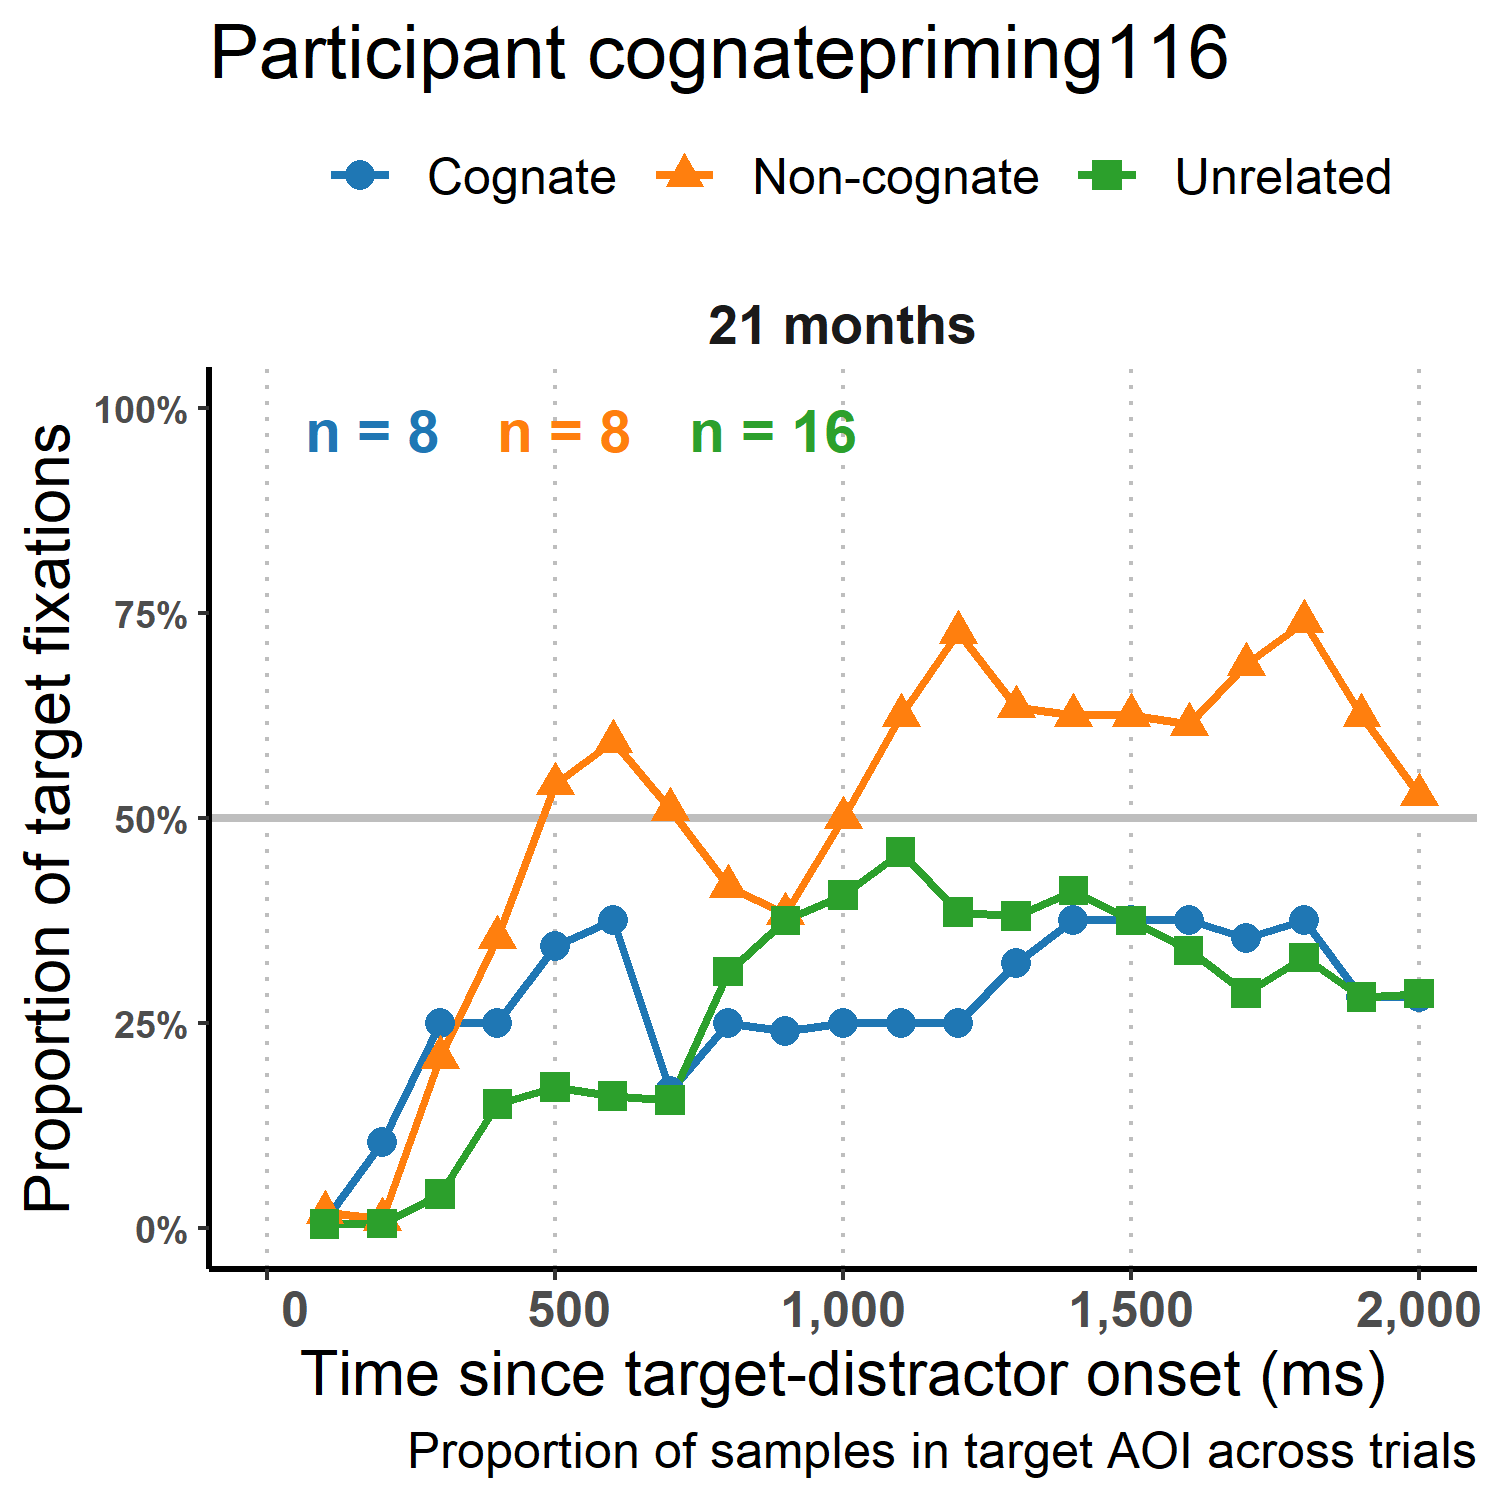 Participant cognatepriming116
Cognate Non-cognate Unrelated
21 months
n = 8 n = 8 n = 16
Proportion of target fixations
100%
75%
50%
25%
0%
0 500 1,000 1,500 2,000
Time since target-distractor onset (ms)
Proportion of samples in target AOI across trials